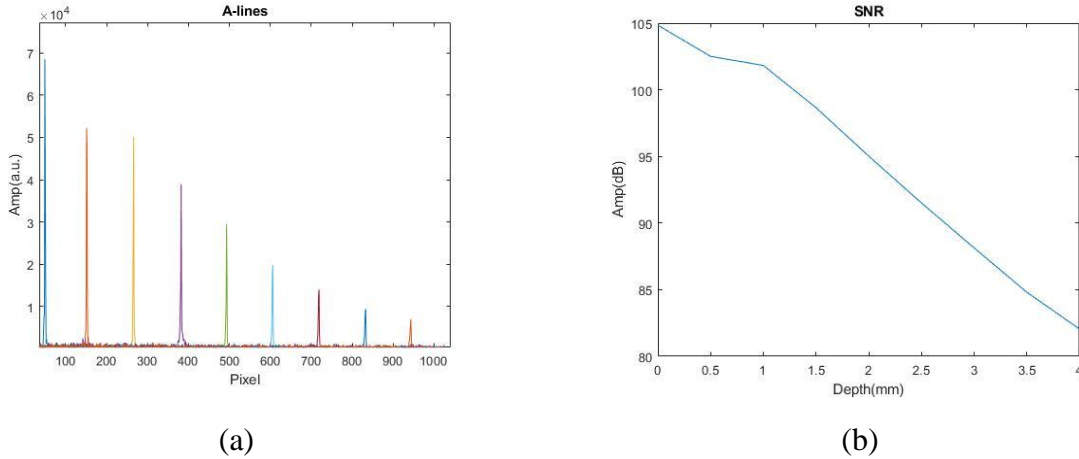 A-lines
×10⁴
7
6
5
4
3
2
1
Amp(a.u.)
100 200 300 400 500 600 700 800 900 1000
Pixel
(a)
SNR
105
100
95
90
85
80
Amp(dB)
0 0.5 1 1.5 2 2.5 3 3.5 4
Depth(mm)
(b)